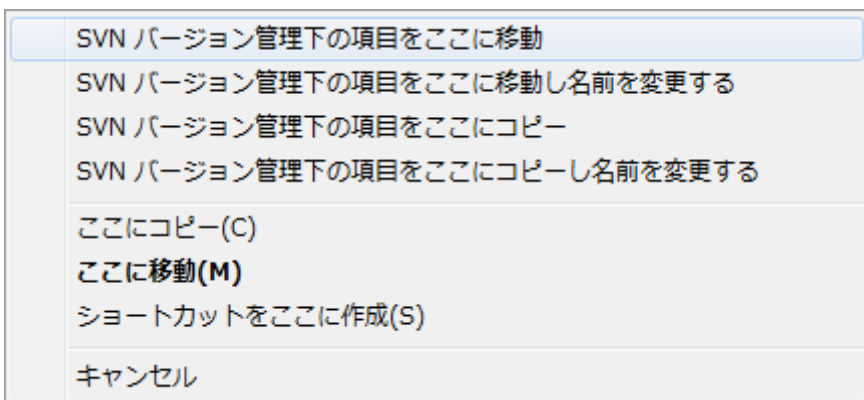 SVN バージョン管理下の項目をここに移動
SVN バージョン管理下の項目をここに移動し名前を変更する
SVN バージョン管理下の項目をここにコピー
SVN バージョン管理下の項目をここにコピーし名前を変更する
ここにコピー(C)
ここに移動(M)
ショートカットをここに作成(S)
キャンセル